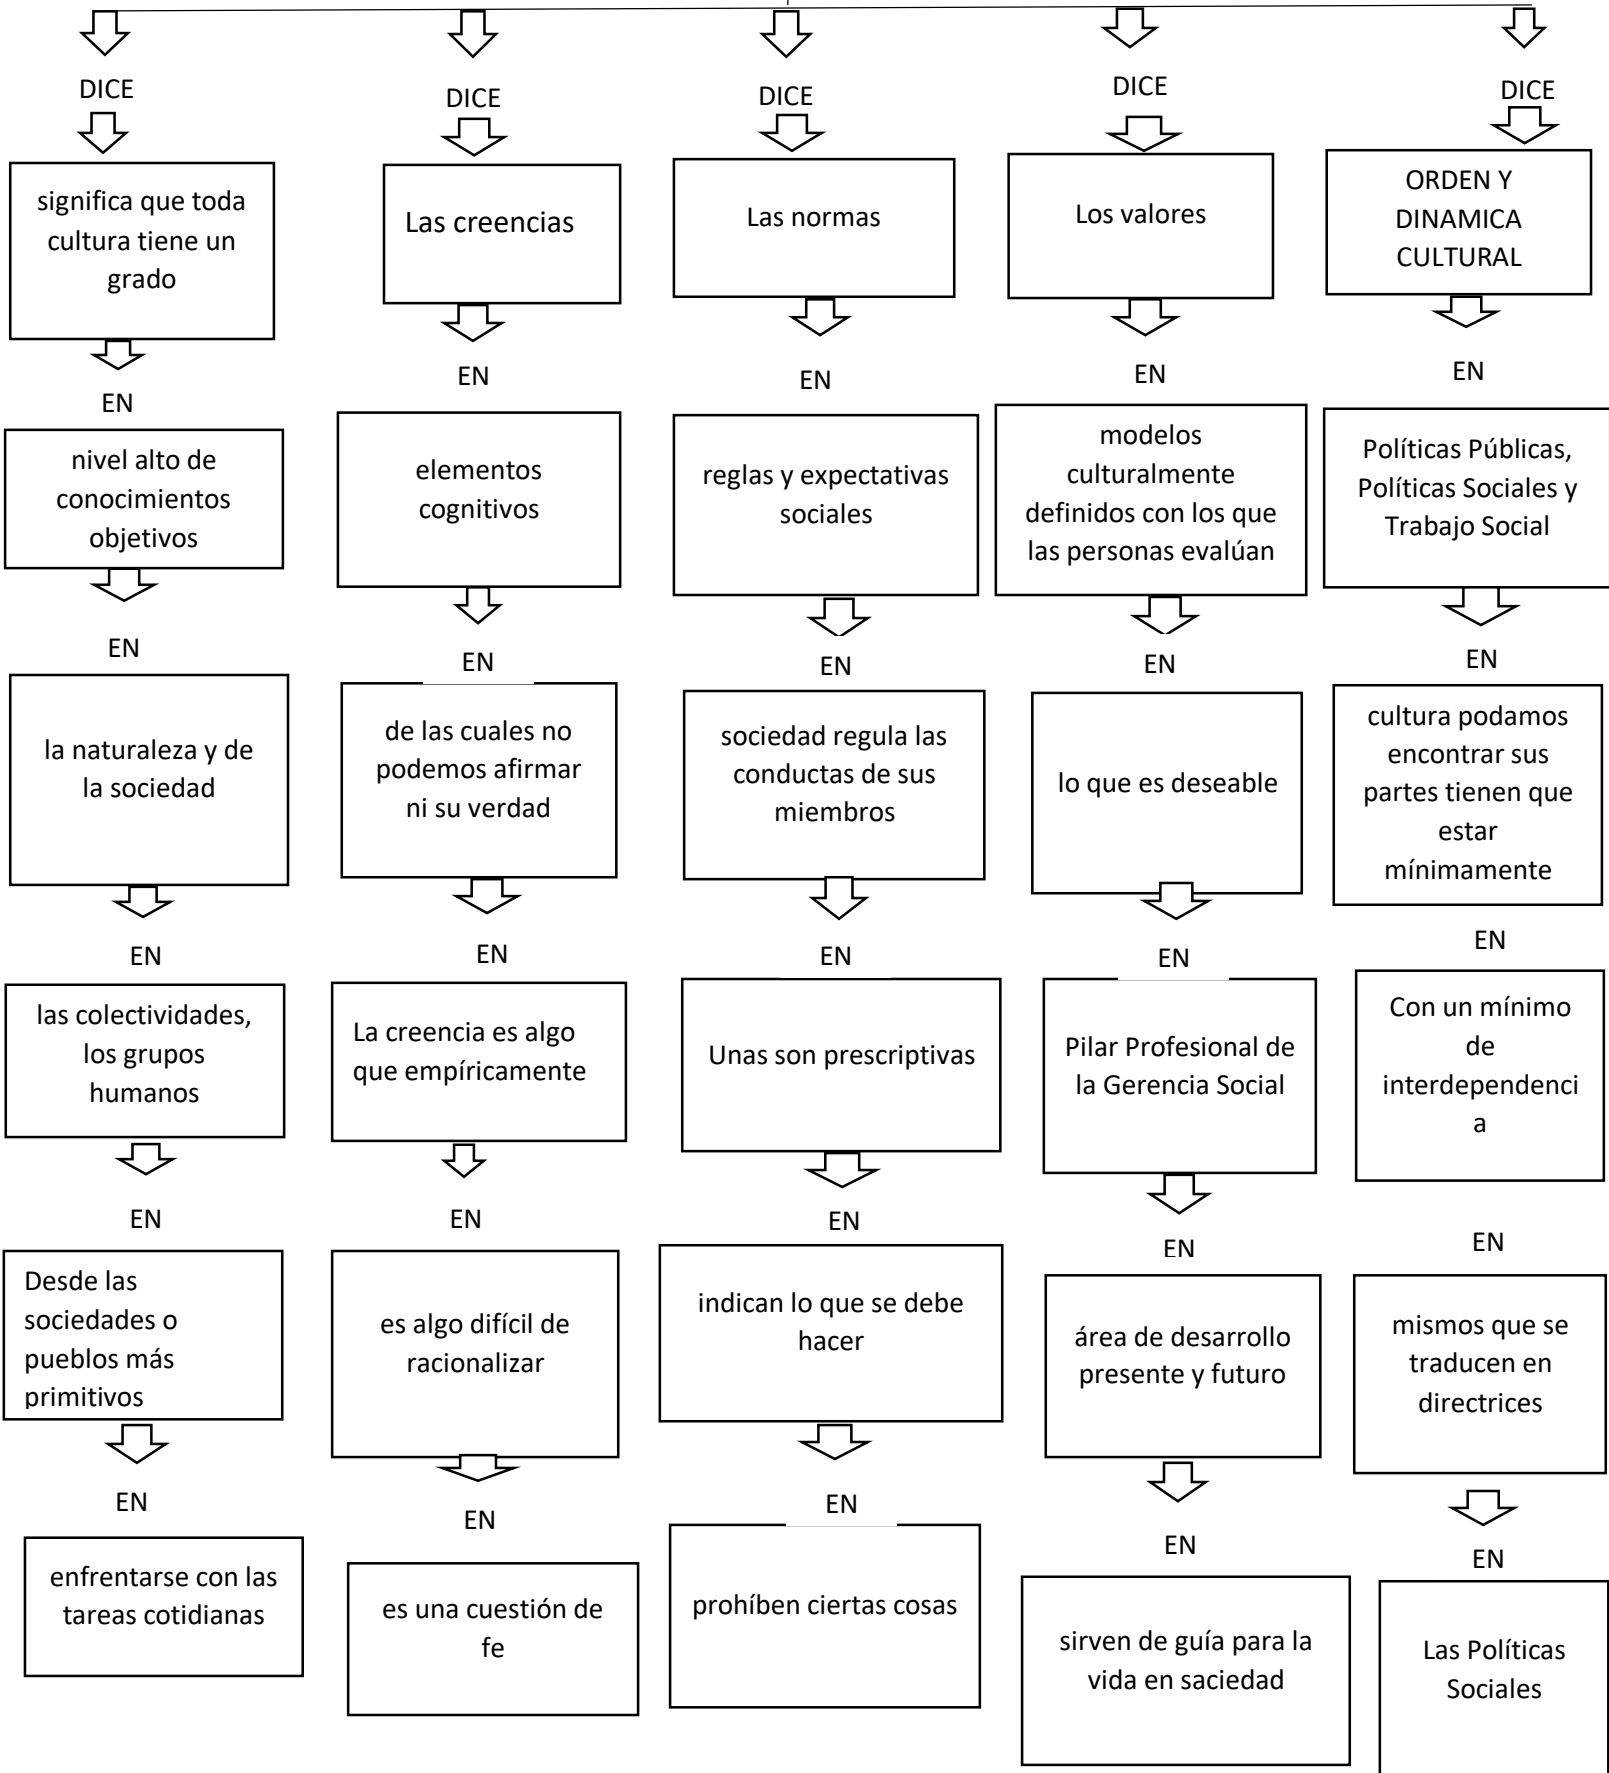 DICE
significa que toda
cultura tiene un
grado
EN
nivel alto de
conocimientos
objetivos
EN
la naturaleza y de
la sociedad
EN
las colectividades,
los grupos
humanos
EN
Desde las
sociedades o
pueblos más
primitivos
EN
enfrentarse con las
tareas cotidianas
DICE
Las creencias
EN
elementos
cognitivos
EN
de las cuales no
podemos afirmar
ni su verdad
EN
La creencia es algo
que empíricamente
EN
es algo difícil de
racionalizar
EN
es una cuestión de
fe
DICE
Las normas
EN
reglas y expectativas
sociales
EN
sociedad regula las
conductas de sus
miembros
EN
Unas son prescriptivas
EN
indican lo que se debe
hacer
EN
prohíben ciertas cosas
DICE
Los valores
EN
modelos
culturalmente
definidos con los que
las personas evalúan
EN
lo que es deseable
EN
Pilar Profesional de
la Gerencia Social
EN
área de desarrollo
presente y futuro
EN
sirven de guía para la
vida en saciedad
DICE
ORDEN Y
DINAMICA
CULTURAL
EN
Políticas Públicas,
Políticas Sociales y
Trabajo Social
EN
cultura podamos
encontrar sus
partes tienen que
estar
mínimamente
EN
Con un mínimo
de
interdependenci
a
EN
mismos que se
traducen en
directrices
EN
Las Políticas
Sociales